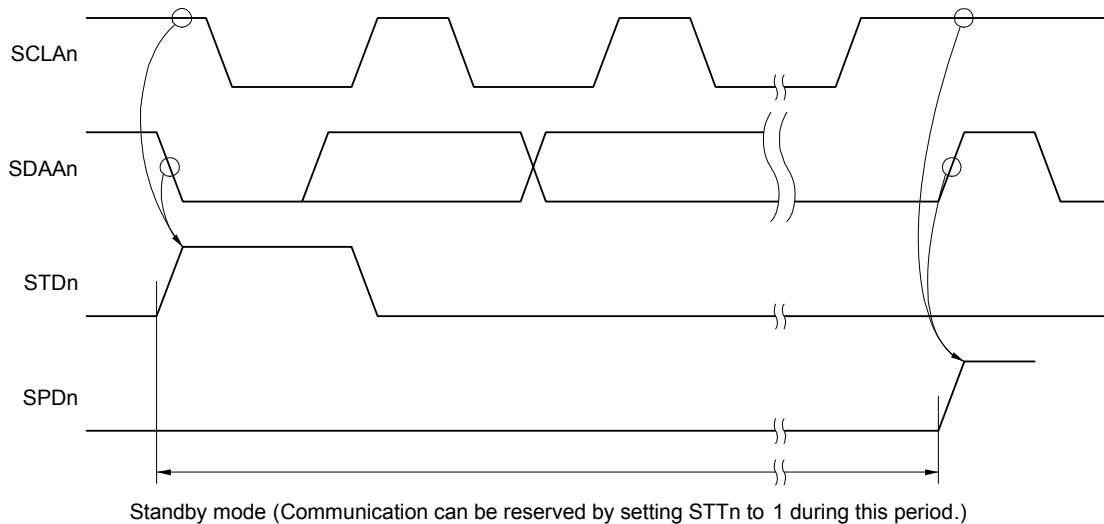 SCLAn
SDAAn
STDn
SPDn
Standby mode (Communication can be reserved by setting STTn to 1 during this period.)